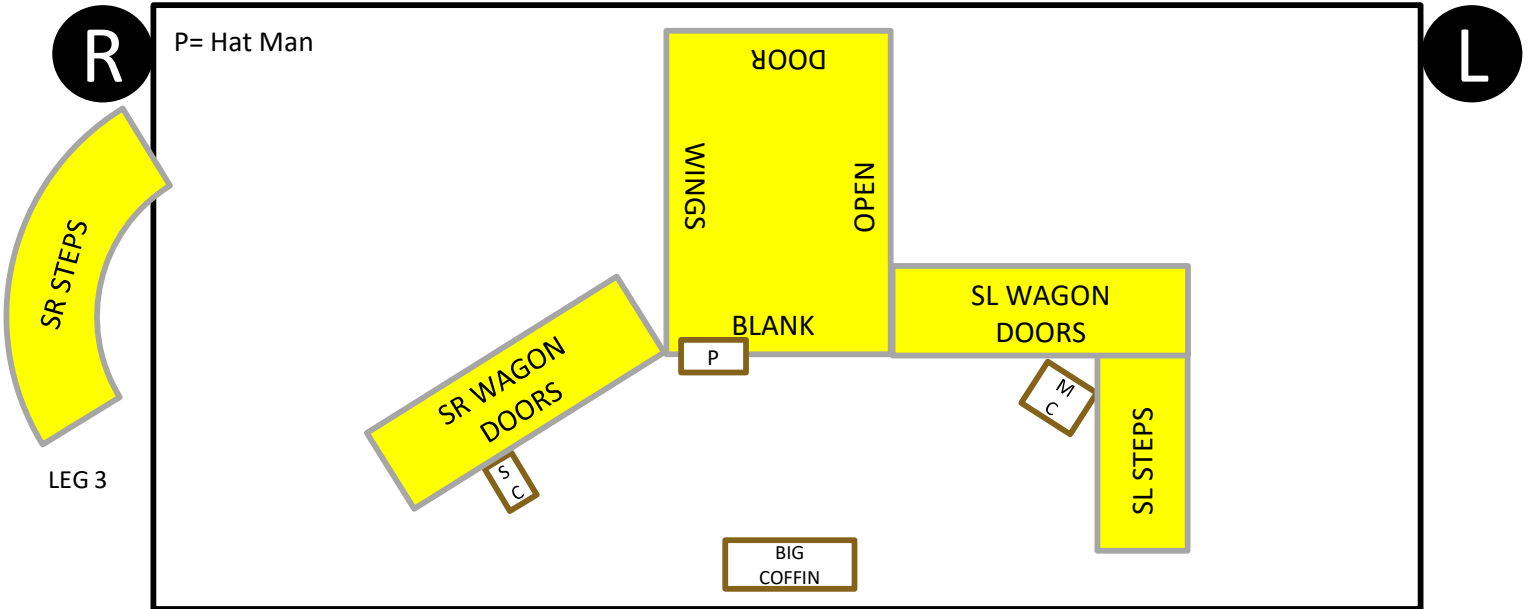 R
P= Hat Man
L
DOOR
WINGS
OPEN
BLANK
SR STEPS
SL WAGON
DOORS
P
SR WAGON
DOORS
M
C
SL STEPS
LEG 3
S
C
BIG
COFFIN